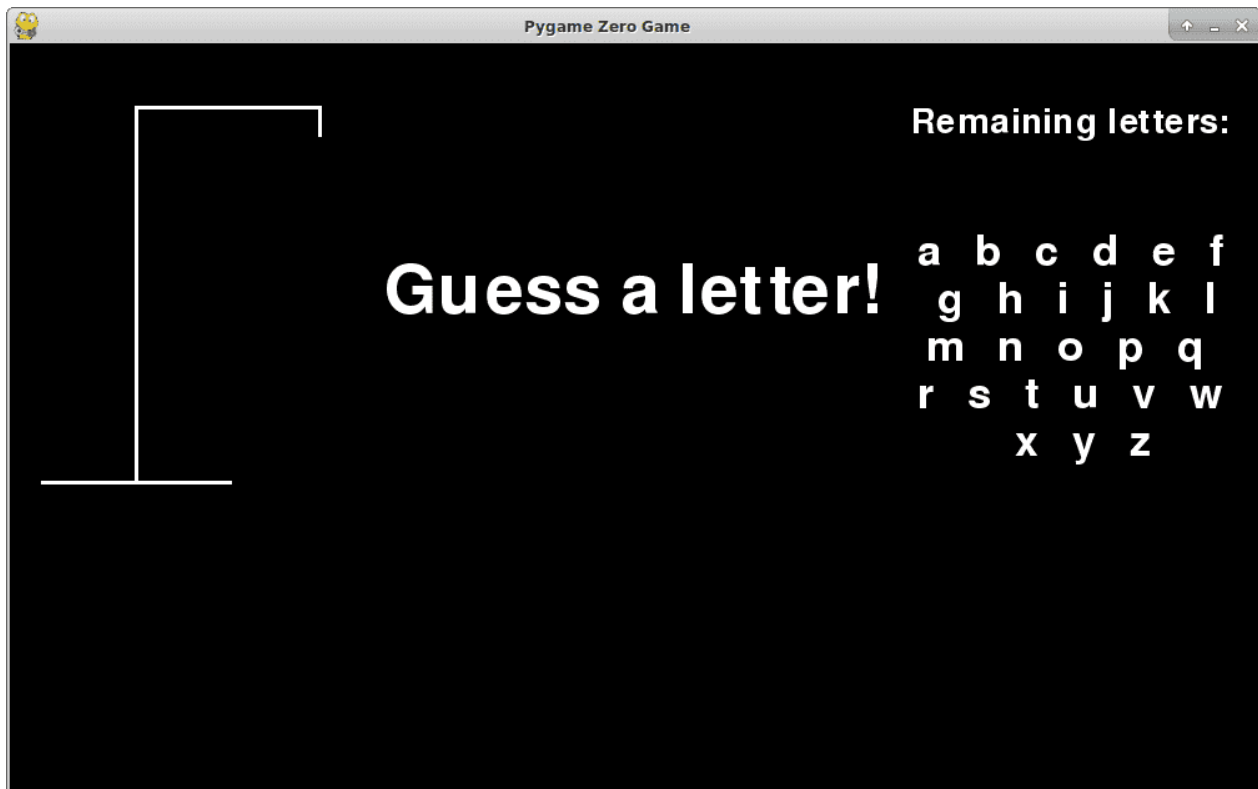 Pygame Zero Game
Remaining letters:
Guess a letter!
a b c d e f
g h i j k l
m n o p q
r s t u v w
x y z